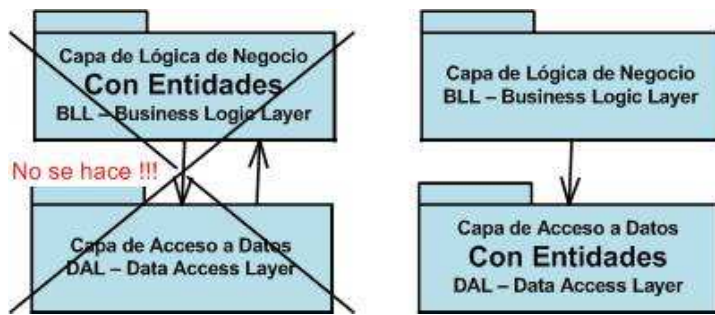 Capa de Lógica de Negocio
Con Entidades
BLL – Business Logic Layer
No se hace !!!
Capa de Acceso a Datos
DAL – Data Access Layer
Capa de Lógica de Negocio
BLL – Business Logic Layer
Capa de Acceso a Datos
Con Entidades
DAL – Data Access Layer